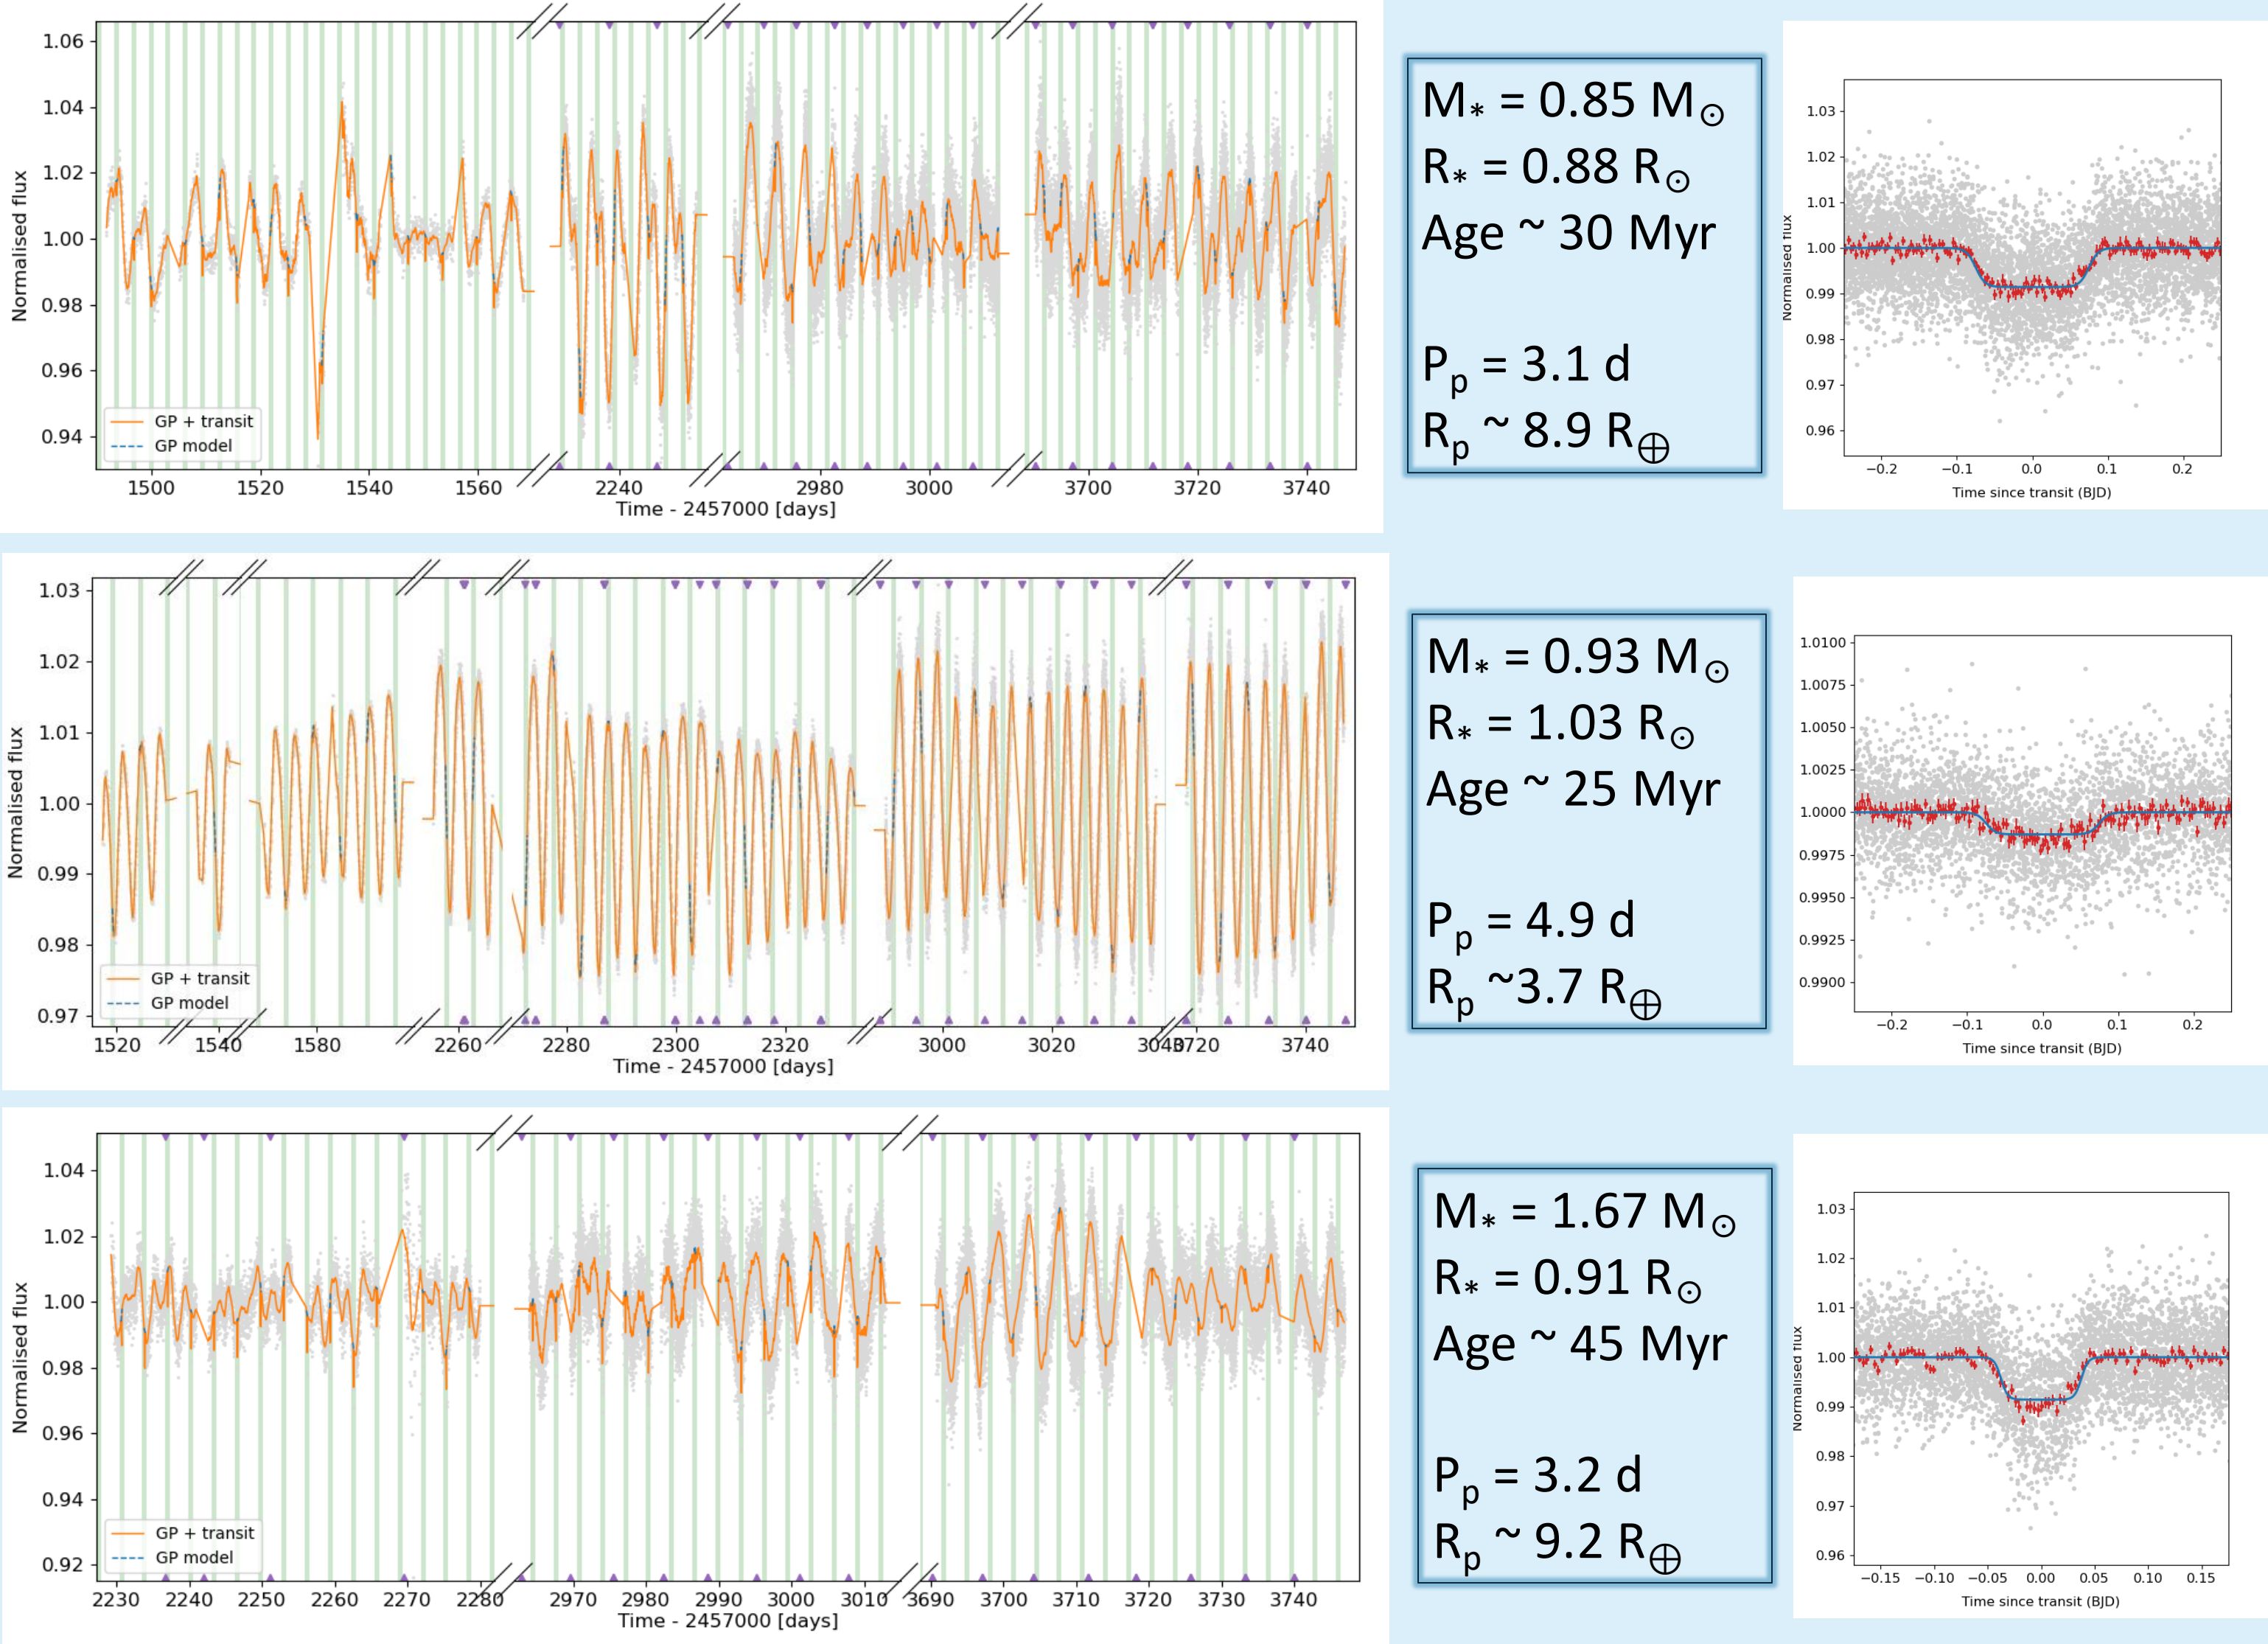 1.06
1.04
1.02
1.00
0.98
0.96
0.94
Normalised flux
GP + transit
GP model
1500 1520 1540 1560 2240 2980 3000 3700 3720 3740
Time - 2457000 [days]
M* = 0.85 M⊙
R* = 0.88 R⊙
Age ~ 30 Myr
Pp = 3.1 d
Rp ~ 8.9 R⊕
1.03
1.02
1.01
1.00
0.99
0.98
0.97
0.96
Normalised flux
−0.2 −0.1 0.0 0.1 0.2
Time since transit (BJD)
1.03
1.02
1.01
1.00
0.99
0.98
0.97
Normalised flux
GP + transit
GP model
1520 1540 1580 2260 2280 2300 2320 3000 3020 3040 3720 3740
Time - 2457000 [days]
M* = 0.93 M⊙
R* = 1.03 R⊙
Age ~ 25 Myr
Pp = 4.9 d
Rp ~3.7 R⊕
1.0100
1.0075
1.0050
1.0025
1.0000
0.9975
0.9950
0.9925
0.9900
−0.2 −0.1 0.0 0.1 0.2
Time since transit (BJD)
1.04
1.02
1.00
0.98
0.96
0.94
0.92
Normalised flux
GP + transit
GP model
2230 2240 2250 2260 2270 2280 2970 2980 2990 3000 3010 3690 3700 3710 3720 3730 3740
Time - 2457000 [days]
M* = 1.67 M⊙
R* = 0.91 R⊙
Age ~ 45 Myr
Pp = 3.2 d
Rp ~ 9.2 R⊕
1.03
1.02
1.01
1.00
0.99
0.98
0.97
0.96
Normalised flux
−0.15 −0.10 −0.05 0.00 0.05 0.10 0.15
Time since transit (BJD)